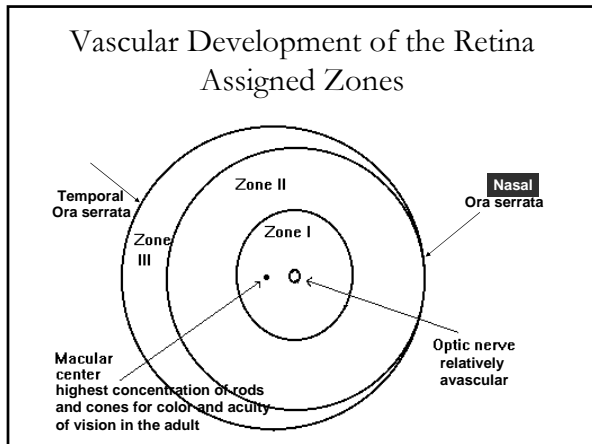 Vascular Development of the Retina
Assigned Zones
Temporal
Ora serrata
Zone II
Nasal
Ora serrata
Zone I
Zone
III
Macular
center
highest concentration of rods
and cones for color and acuity
of vision in the adult
Optic nerve
relatively
avascular